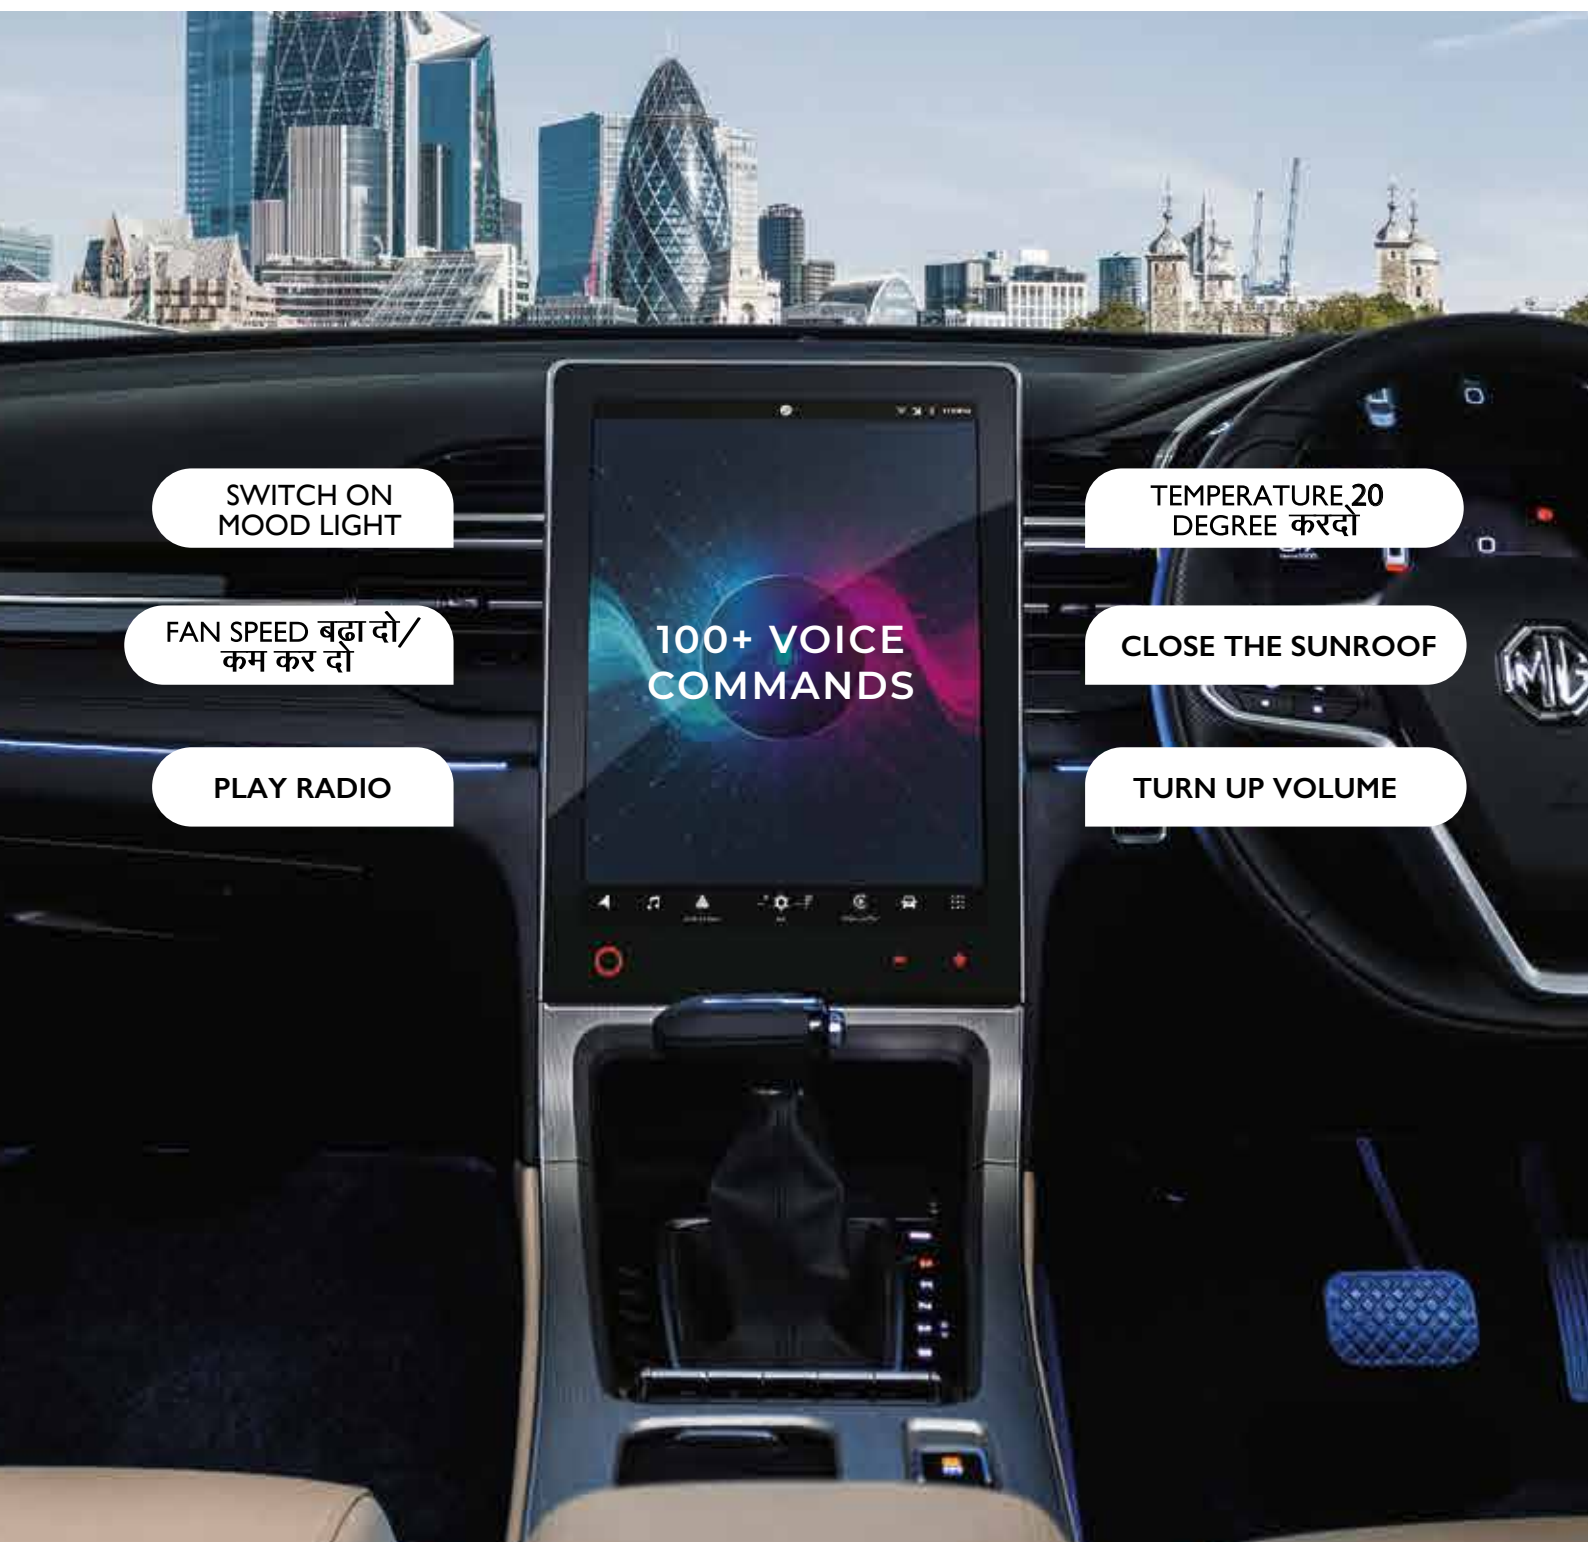 SWITCH ON
MOOD LIGHT
FAN SPEED बढ़ा दो/
कम कर दो
PLAY RADIO
100+ VOICE
COMMANDS
TEMPERATURE 20
DEGREE करदो
CLOSE THE SUNROOF
TURN UP VOLUME
MG